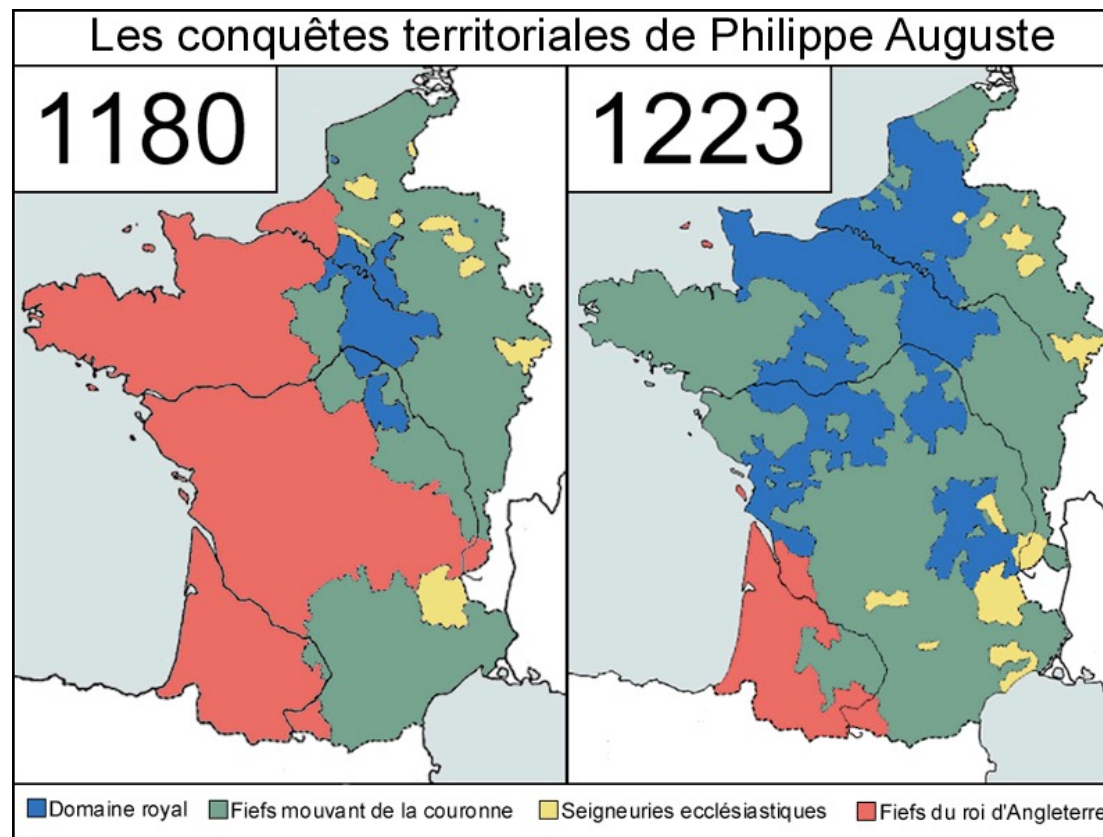 Les conquêtes territoriales de Philippe Auguste
1180
1223
Domaine royal
Fiefs mouvant de la couronne
Seigneuries ecclésiastiques
Fiefs du roi d'Angleterre